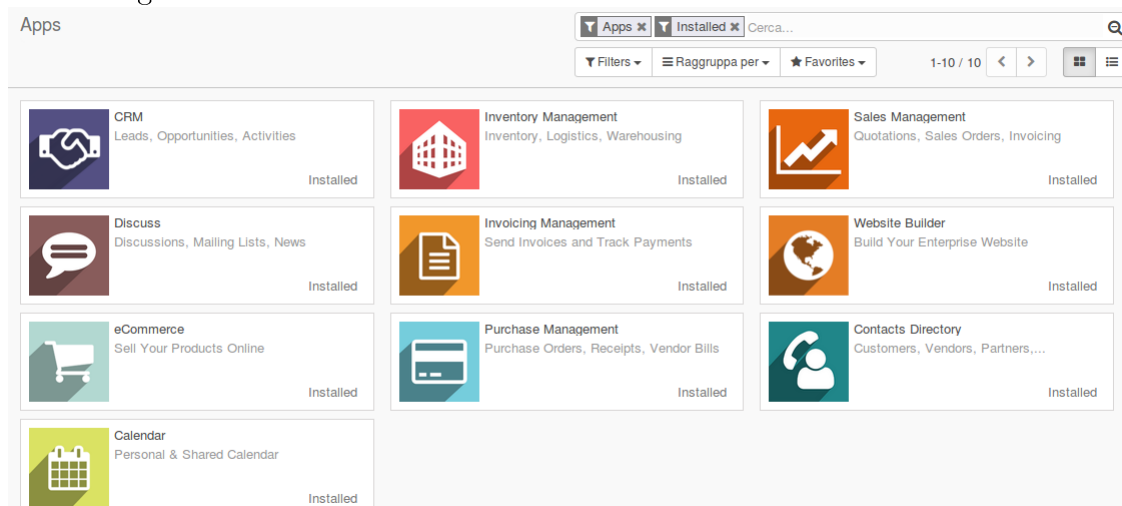 Apps
Apps Installed Cerca...
Filters Raggruppa per Favorites 1-10 / 10
CRM
Leads, Opportunities, Activities
Installed
Inventory Management
Inventory, Logistics, Warehousing
Installed
Sales Management
Quotations, Sales Orders, Invoicing
Installed
Discuss
Discussions, Mailing Lists, News
Installed
Invoicing Management
Send Invoices and Track Payments
Installed
Website Builder
Build Your Enterprise Website
Installed
eCommerce
Sell Your Products Online
Installed
Purchase Management
Purchase Orders, Receipts, Vendor Bills
Installed
Contacts Directory
Customers, Vendors, Partners,...
Installed
Calendar
Personal & Shared Calendar
Installed